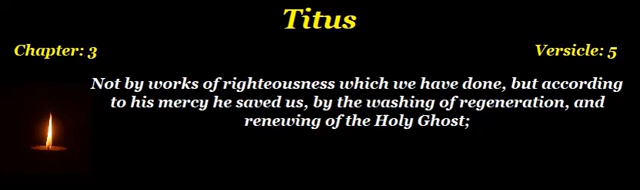 Titus
Chapter: 3 Versicle: 5
Not by works of righteousness which we have done, but according
to his mercy he saved us, by the washing of regeneration, and
renewing of the Holy Ghost;